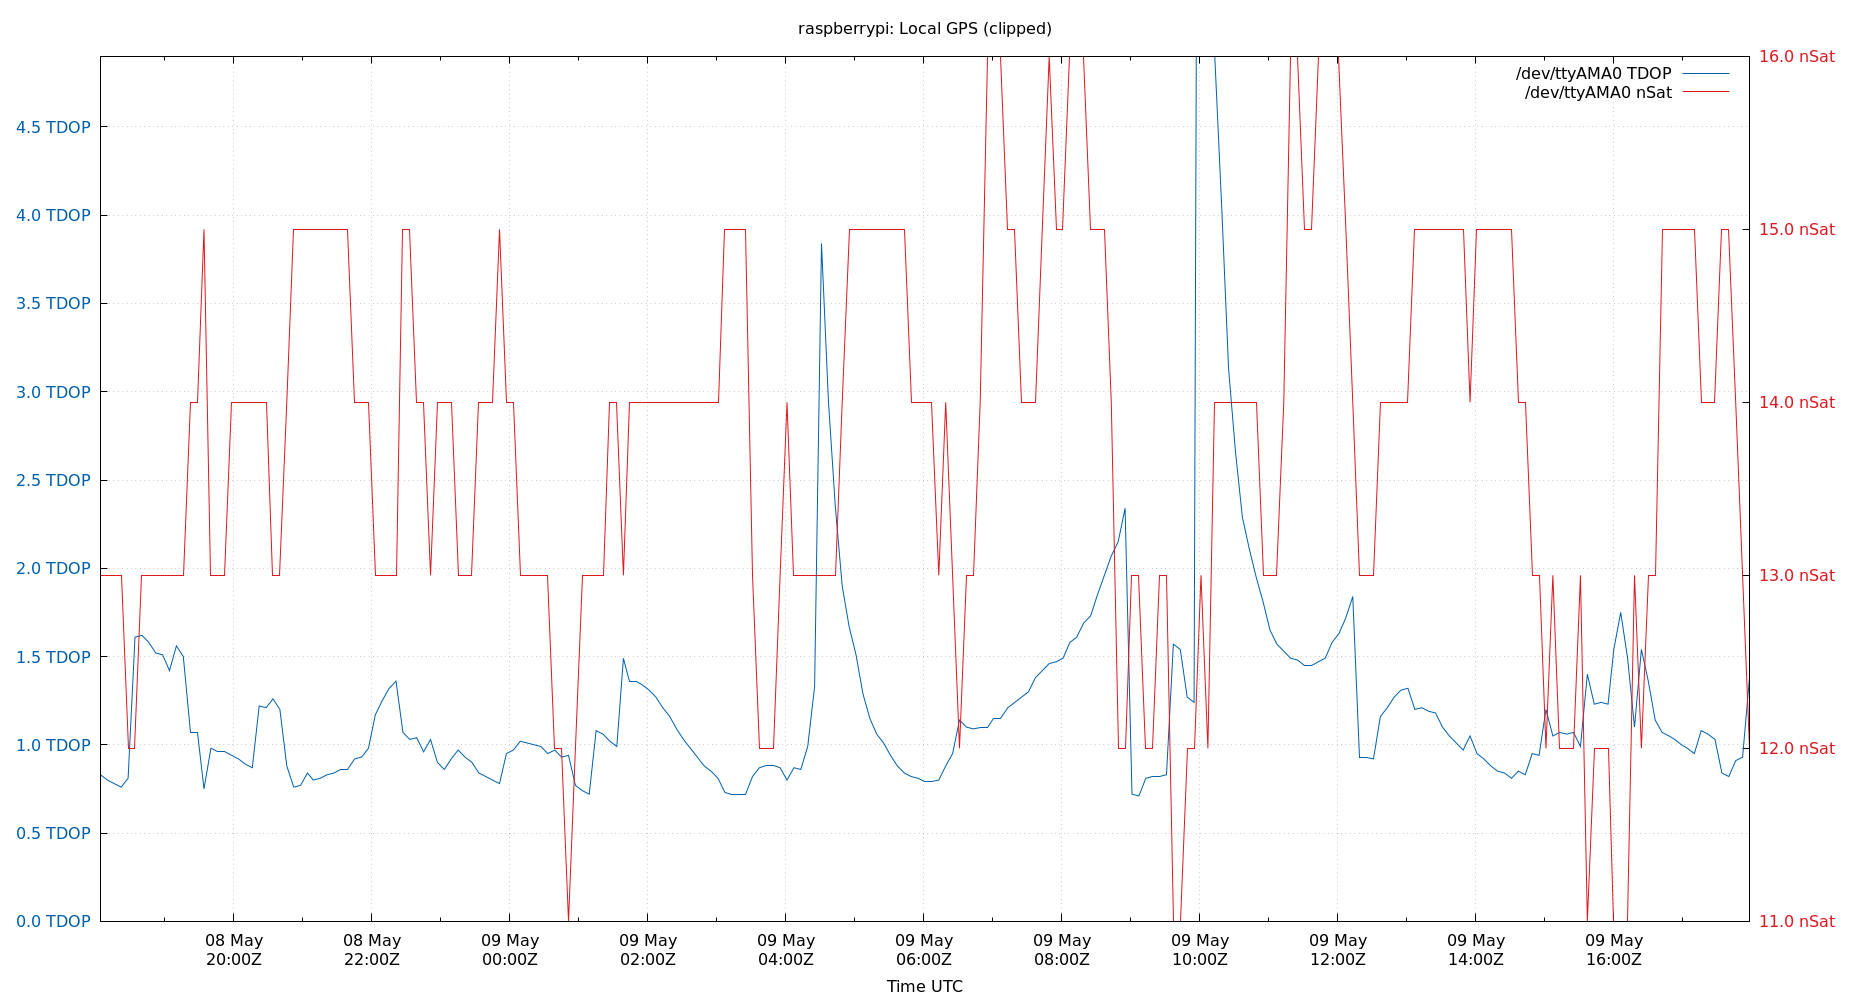 raspberrypi: Local GPS (clipped)
/dev/ttyAMA0 TDOP
/dev/ttyAMA0 nSat
4.5 TDOP
4.0 TDOP
3.5 TDOP
3.0 TDOP
2.5 TDOP
2.0 TDOP
1.5 TDOP
1.0 TDOP
0.5 TDOP
0.0 TDOP
16.0 nSat
15.0 nSat
14.0 nSat
13.0 nSat
12.0 nSat
11.0 nSat
08 May
20:00Z
08 May
22:00Z
09 May
00:00Z
09 May
02:00Z
09 May
04:00Z
09 May
06:00Z
09 May
08:00Z
09 May
10:00Z
09 May
12:00Z
09 May
14:00Z
09 May
16:00Z
Time UTC